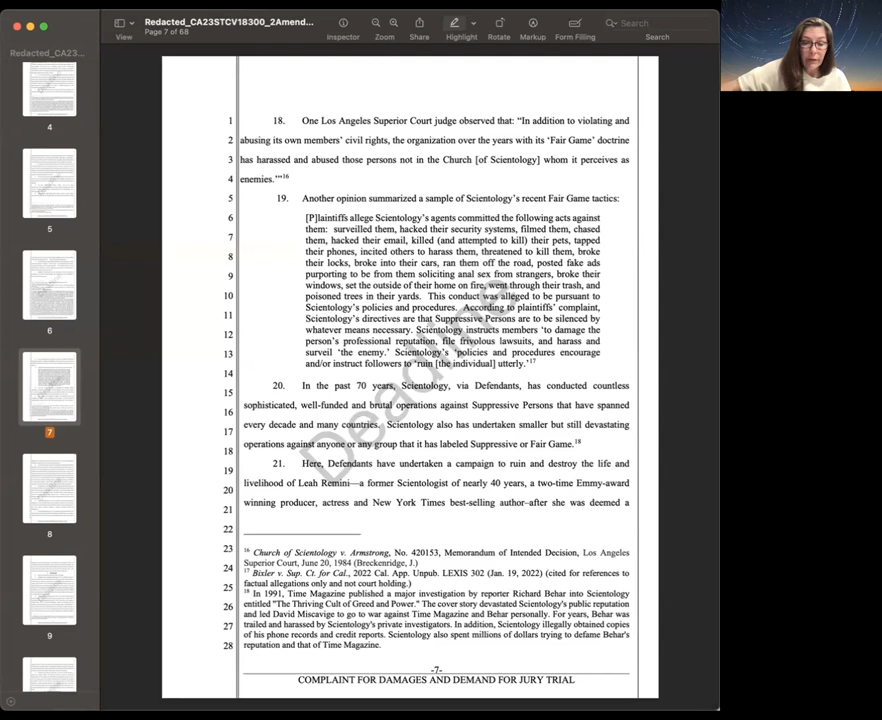 Redacted_CA23STCV18300_2Amend...
Page 7 of 68
View
Inspector
Zoom
Share
Highlight
Rotate
Markup
Form Filling
Search
Search
Redacted_CA23...
4
5
6
7
8
9
1 18. One Los Angeles Superior Court judge observed that: "In addition to violating and
2 abusing its own members' civil rights, the organization over the years with its 'Fair Game' doctrine
3 has harassed and abused those persons not in the Church [of Scientology] whom it perceives as
4 enemies.'"16
5 19. Another opinion summarized a sample of Scientology's recent Fair Game tactics:
6 [P]laintiffs allege Scientology's agents committed the following acts against
them: surveilled them, hacked their security systems, filmed them, chased
7 them, hacked their email, killed (and attempted to kill) their pets, tapped
their phones, incited others to harass them, threatened to kill them, broke
8 their locks, broke into their cars, ran them off the road, posted fake ads
9 purporting to be from them soliciting anal sex from strangers, broke their
windows, set the outside of their home on fire, went through their trash, and
10 poisoned trees in their yards. This conduct was alleged to be pursuant to
Scientology's policies and procedures. According to plaintiffs' complaint,
11 Scientology's directives are that Suppressive Persons are to be silenced by
12 whatever means necessary. Scientology instructs members 'to damage the
person's professional reputation, file frivolous lawsuits, and harass and
13 surveil 'the enemy.' Scientology's 'policies and procedures encourage
and/or instruct followers to 'ruin [the individual] utterly.'17
14
15 20. In the past 70 years, Scientology, via Defendants, has conducted countless
16 sophisticated, well-funded and brutal operations against Suppressive Persons that have spanned
17 every decade and many countries. Scientology also has undertaken smaller but still devastating
18 operations against anyone or any group that it has labeled Suppressive or Fair Game.18
19 21. Here, Defendants have undertaken a campaign to ruin and destroy the life and
20 livelihood of Leah Remini—a former Scientologist of nearly 40 years, a two-time Emmy-award
21 winning producer, actress and New York Times best-selling author–after she was deemed a
22
23 16 Church of Scientology v. Armstrong, No. 420153, Memorandum of Intended Decision, Los Angeles
24 Superior Court, June 20, 1984 (Breckenridge, J.)
17 Bixler v. Sup. Ct. for Cal., 2022 Cal. App. Unpub. LEXIS 302 (Jan. 19, 2022) (cited for references to
25 factual allegations only and not court holding.)
18 In 1991, Time Magazine published a major investigation by reporter Richard Behar into Scientology
26 entitled "The Thriving Cult of Greed and Power." The cover story devastated Scientology's public reputation
and led David Miscavige to go to war against Time Magazine and Behar personally. For years, Behar was
27 trailed and harassed by Scientology's private investigators. In addition, Scientology illegally obtained copies
of his phone records and credit reports. Scientology also spent millions of dollars trying to defame Behar's
28 reputation and that of Time Magazine.
-7-
COMPLAINT FOR DAMAGES AND DEMAND FOR JURY TRIAL
Deadline